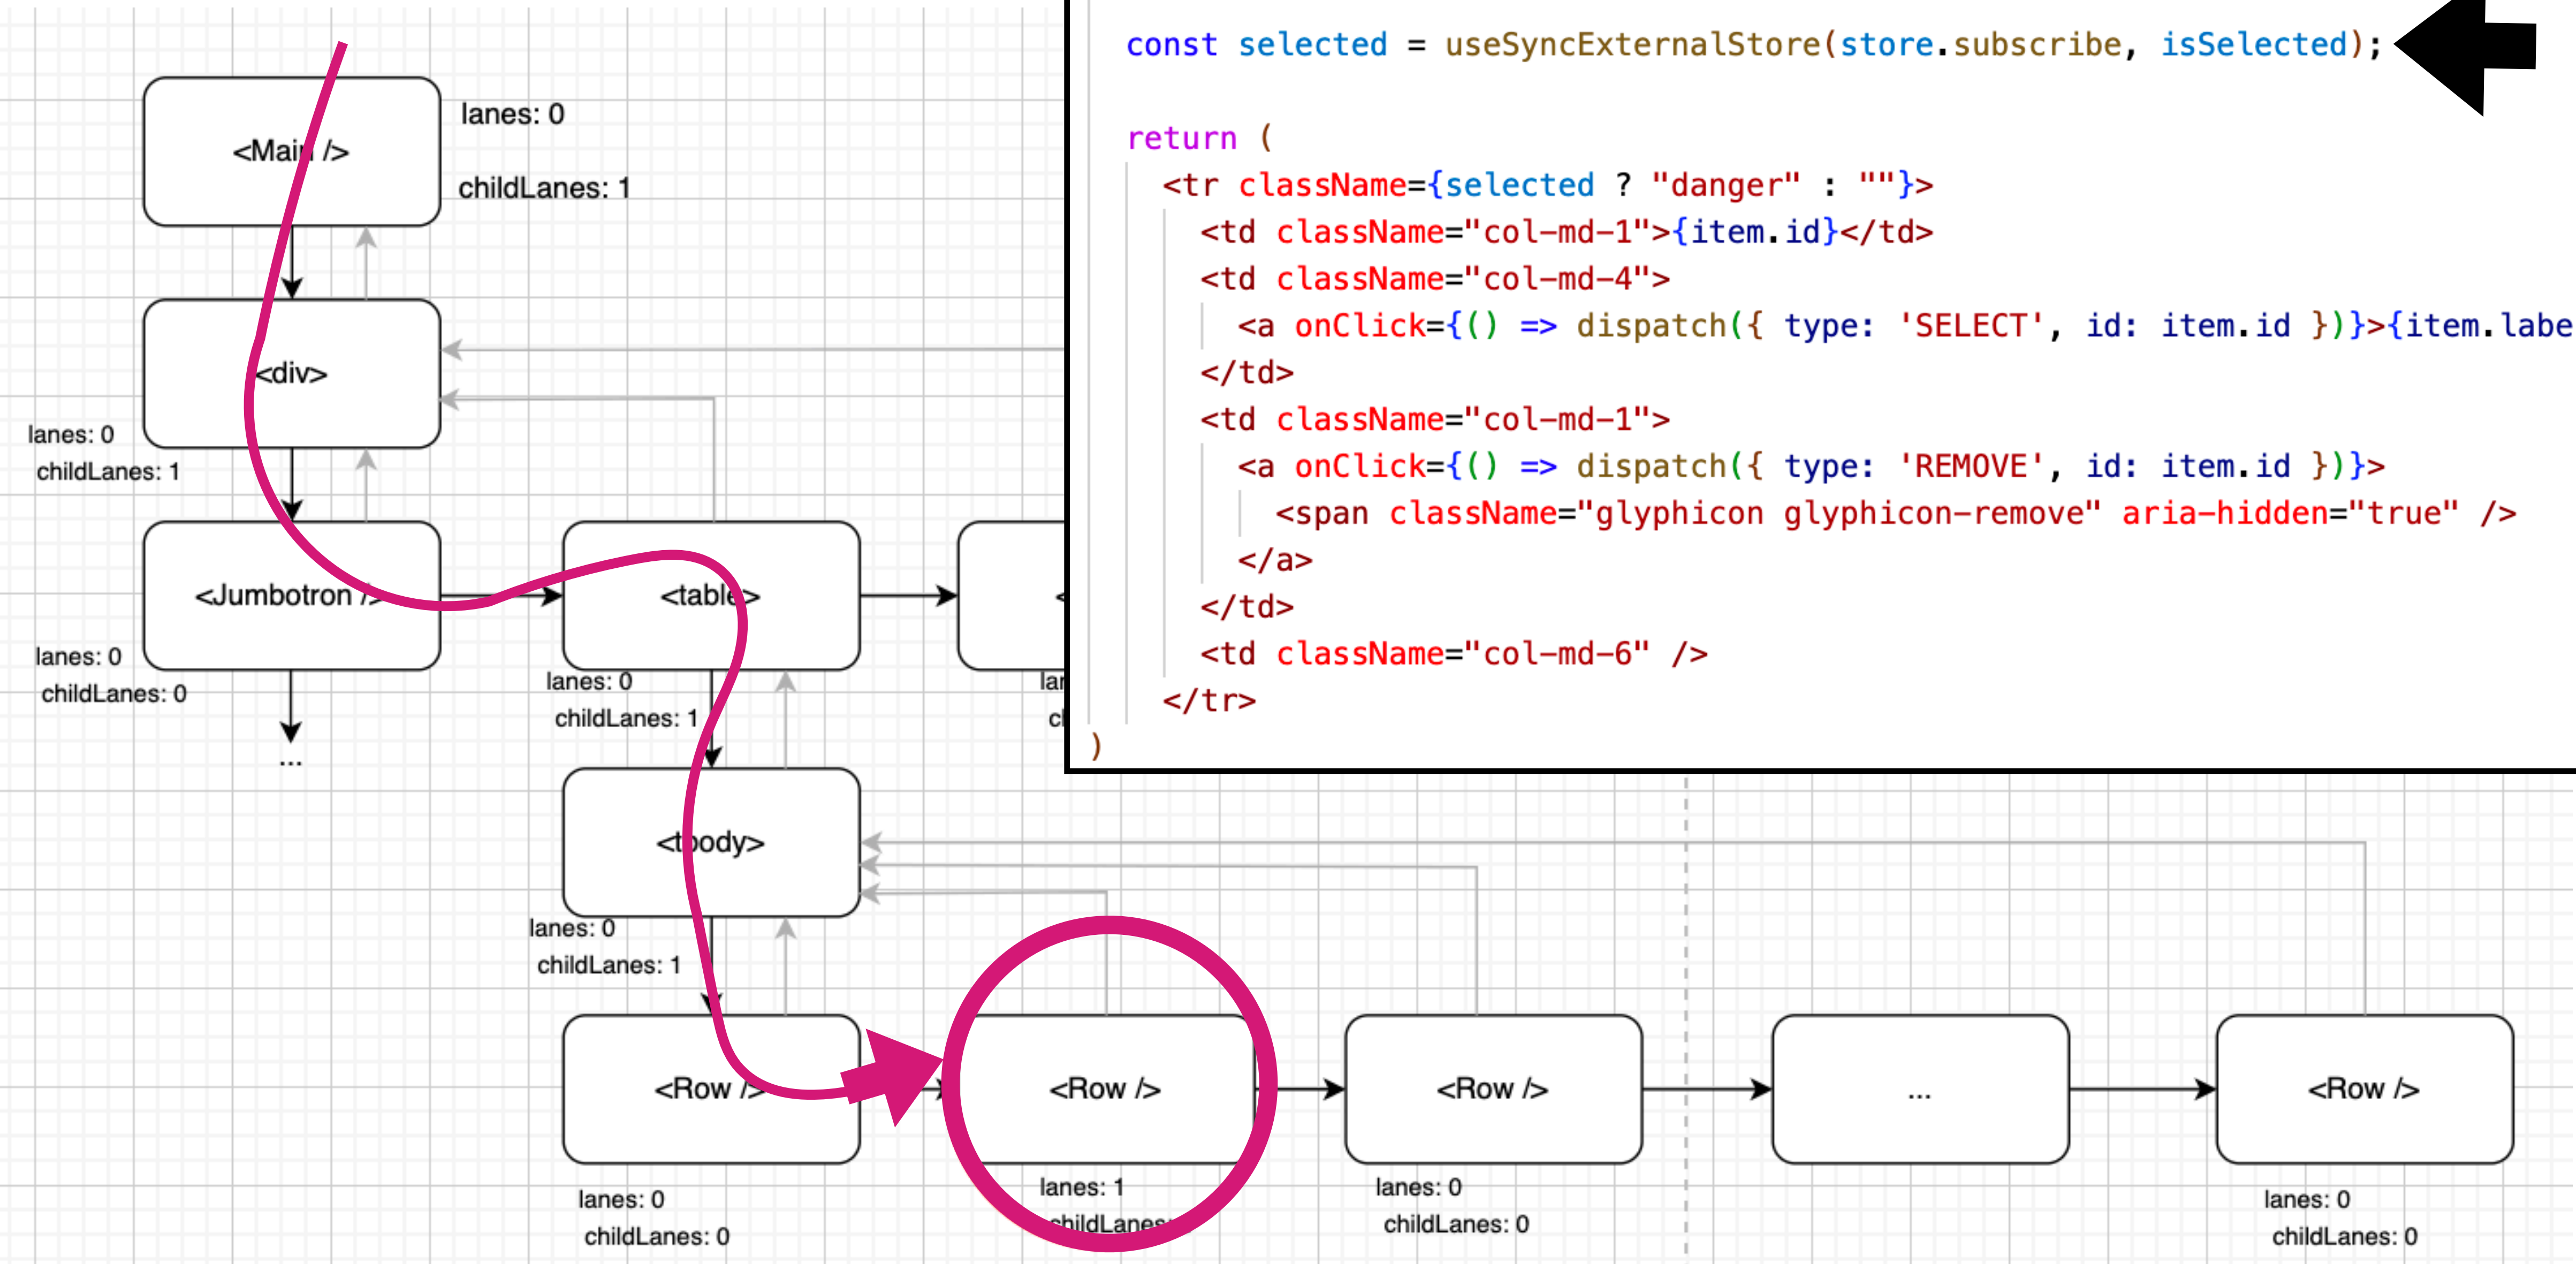 <Main />
lanes: 0
childLanes: 1
<div>
lanes: 0
childLanes: 1
<Jumbotron />
lanes: 0
childLanes: 0
...
<table>
lanes: 0
childLanes: 1
<tbody>
lanes: 0
childLanes: 1
<Row />
lanes: 0
childLanes: 0
<Row />
lanes: 1
childLanes:
<Row />
lanes: 0
childLanes: 0
...
<Row />
lanes: 0
childLanes: 0
const selected = useSyncExternalStore(store.subscribe, isSelected);
return (
<tr className={selected ? "danger" : ""}>
<td className="col-md-1">{item.id}</td>
<td className="col-md-4">
<a onClick={() => dispatch({ type: 'SELECT', id: item.id })}>{item.labe
</td>
<td className="col-md-1">
<a onClick={() => dispatch({ type: 'REMOVE', id: item.id })}>
<span className="glyphicon glyphicon-remove" aria-hidden="true" />
</a>
</td>
<td className="col-md-6" />
</tr>
)